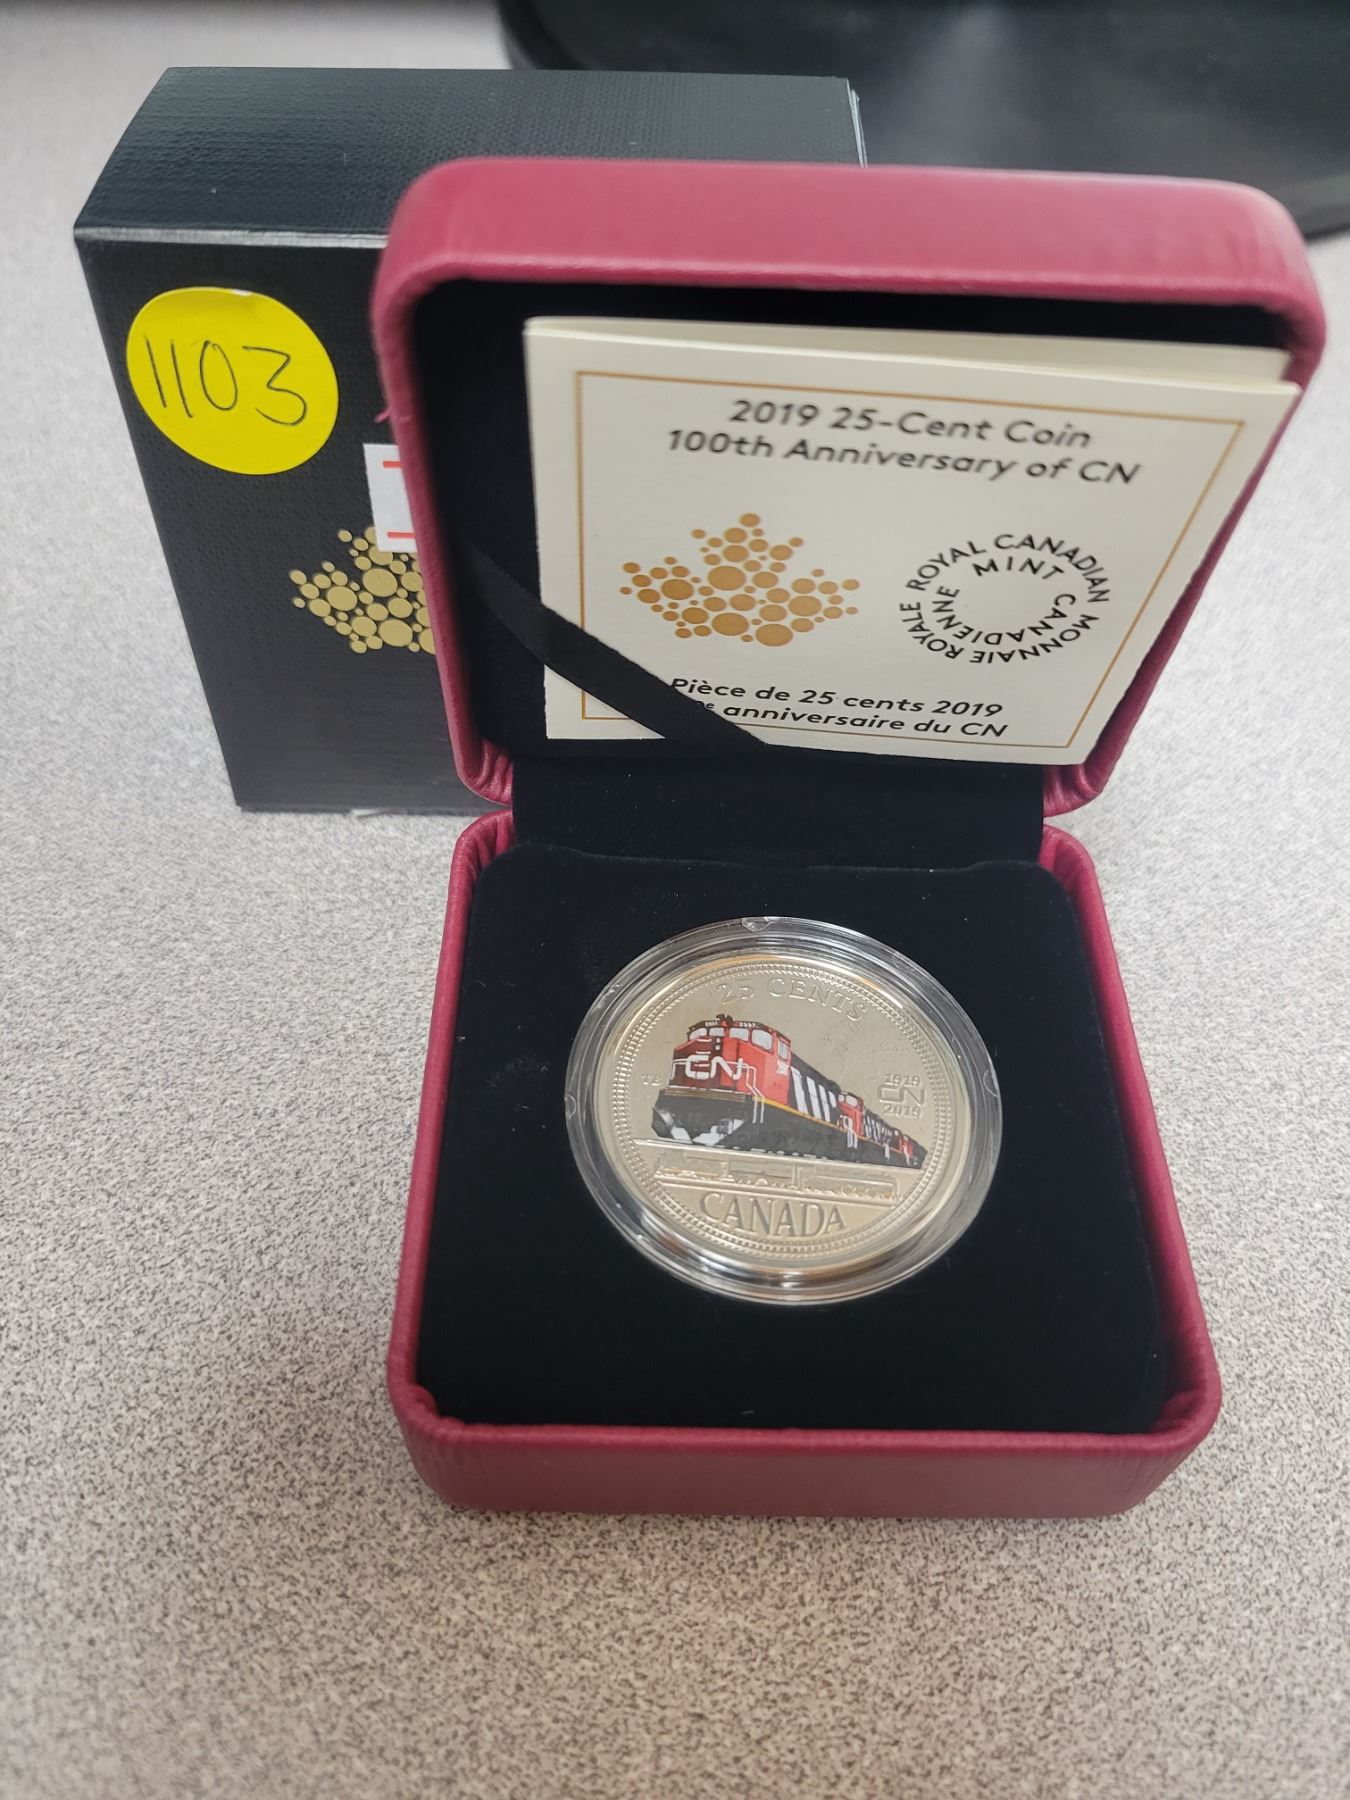 1103
2019 25-Cent Coin
100th Anniversary of CN
ROYAL CANADIAN MINT
MONNAIE ROYALE CANADIENNE
Pièce de 25 cents 2019
anniversaire du CN
25 CENTS
CN
TB
1919
CN
2019
CANADA